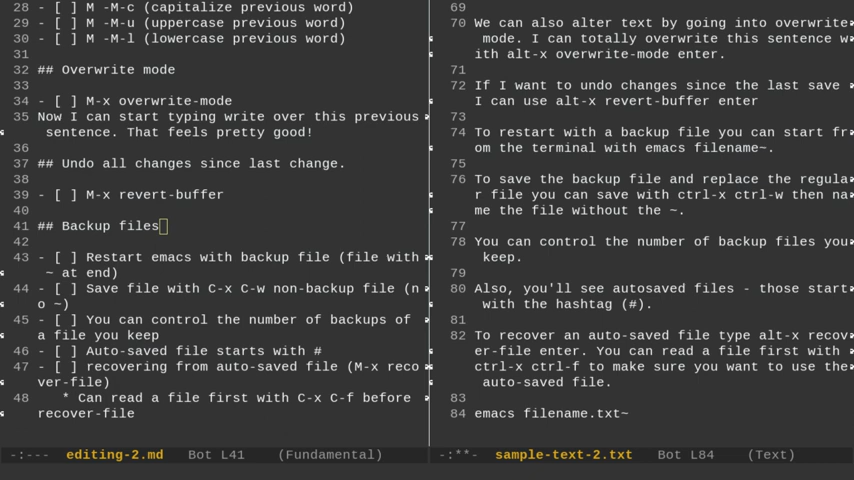 28 - [ ] M -M-c (capitalize previous word)
29 - [ ] M -M-u (uppercase previous word)
30 - [ ] M -M-l (lowercase previous word)
31
32 ## Overwrite mode
33
34 - [ ] M-x overwrite-mode
35 Now I can start typing write over this previous
 sentence. That feels pretty good!
36
37 ## Undo all changes since last change.
38
39 - [ ] M-x revert-buffer
40
41 ## Backup files
42
43 - [ ] Restart emacs with backup file (file with
 ~ at end)
44 - [ ] Save file with C-x C-w non-backup file (n
o ~)
45 - [ ] You can control the number of backups of
a file you keep
46 - [ ] Auto-saved file starts with #
47 - [ ] recovering from auto-saved file (M-x reco
ver-file)
48    * Can read a file first with C-x C-f before
recover-file
-:---  editing-2.md   Bot L41    (Fundamental)
69
70 We can also alter text by going into overwrite
 mode. I can totally overwrite this sentence w
ith alt-x overwrite-mode enter.
71
72 If I want to undo changes since the last save
I can use alt-x revert-buffer enter
73
74 To restart with a backup file you can start fr
om the terminal with emacs filename~.
75
76 To save the backup file and replace the regula
r file you can save with ctrl-x ctrl-w then na
me the file without the ~.
77
78 You can control the number of backup files you
 keep.
79
80 Also, you'll see autosaved files - those start
 with the hashtag (#).
81
82 To recover an auto-saved file type alt-x recov
er-file enter. You can read a file first with
ctrl-x ctrl-f to make sure you want to use the
 auto-saved file.
83
84 emacs filename.txt~
-:**-  sample-text-2.txt   Bot L84    (Text)